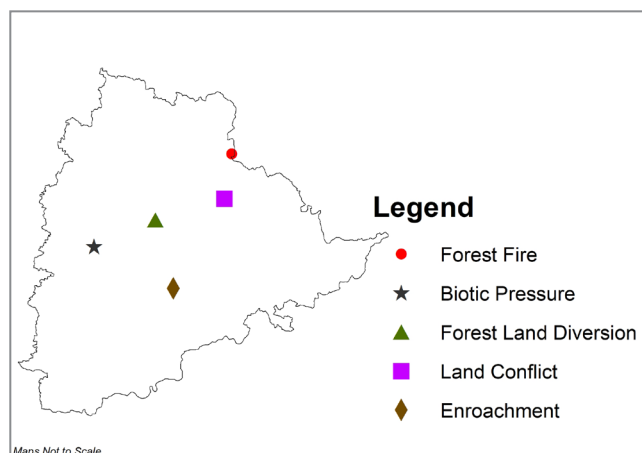 Legend
Forest Fire
Biotic Pressure
Forest Land Diversion
Land Conflict
Enroachment
Maps Not to Scale